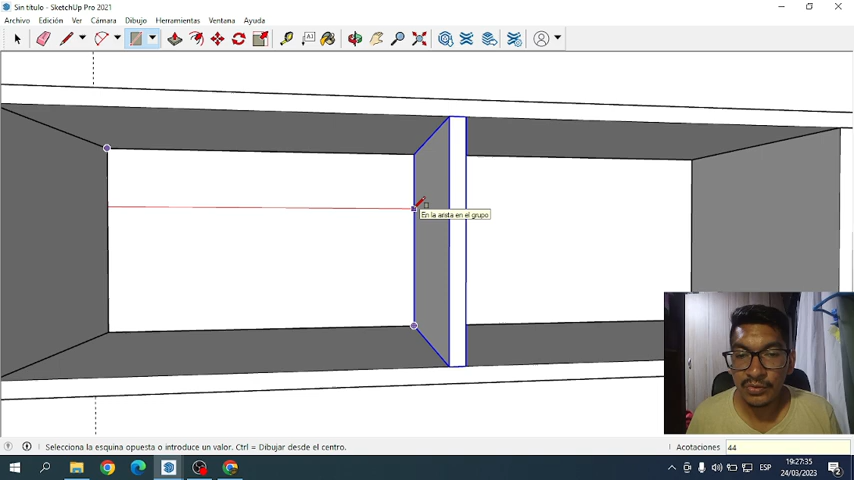 Sin título - SketchUp Pro 2021
Archivo Edición Ver Cámara Dibujo Herramientas Ventana Ayuda
A1
En la arista en el grupo
Selecciona la esquina opuesta o introduce un valor. Ctrl = Dibujar desde el centro.
Acotaciones 44
ESP
19:27:35
24/03/2023
2